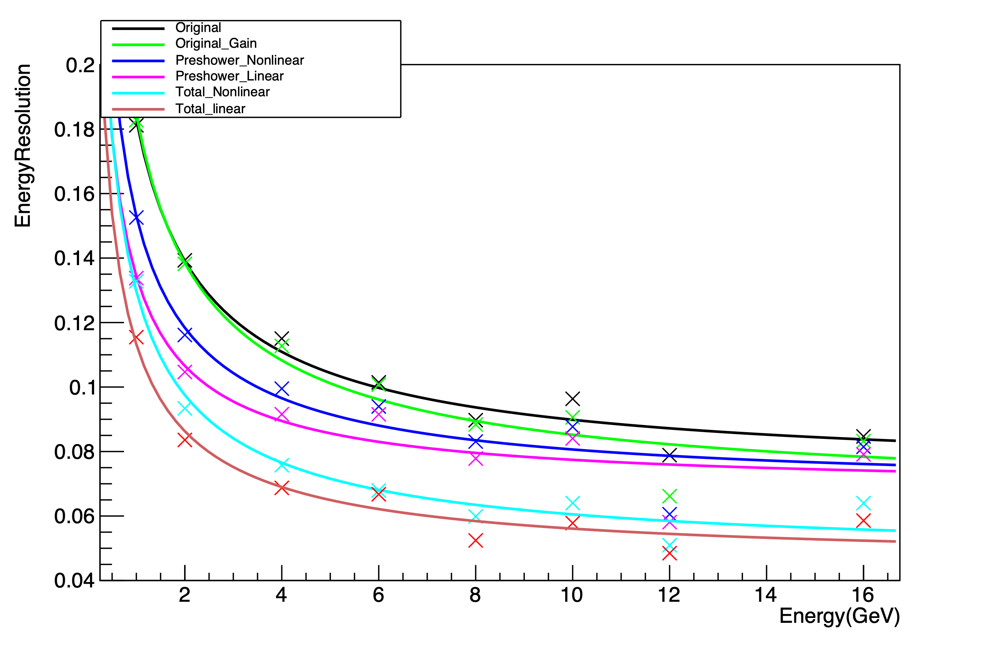 Original
Original_Gain
Preshower_Nonlinear
Preshower_Linear
Total_Nonlinear
Total_linear
EnergyResolution
0.2
0.18
0.16
0.14
0.12
0.1
0.08
0.06
0.04
2 4 6 8 10 12 14 16
Energy(GeV)